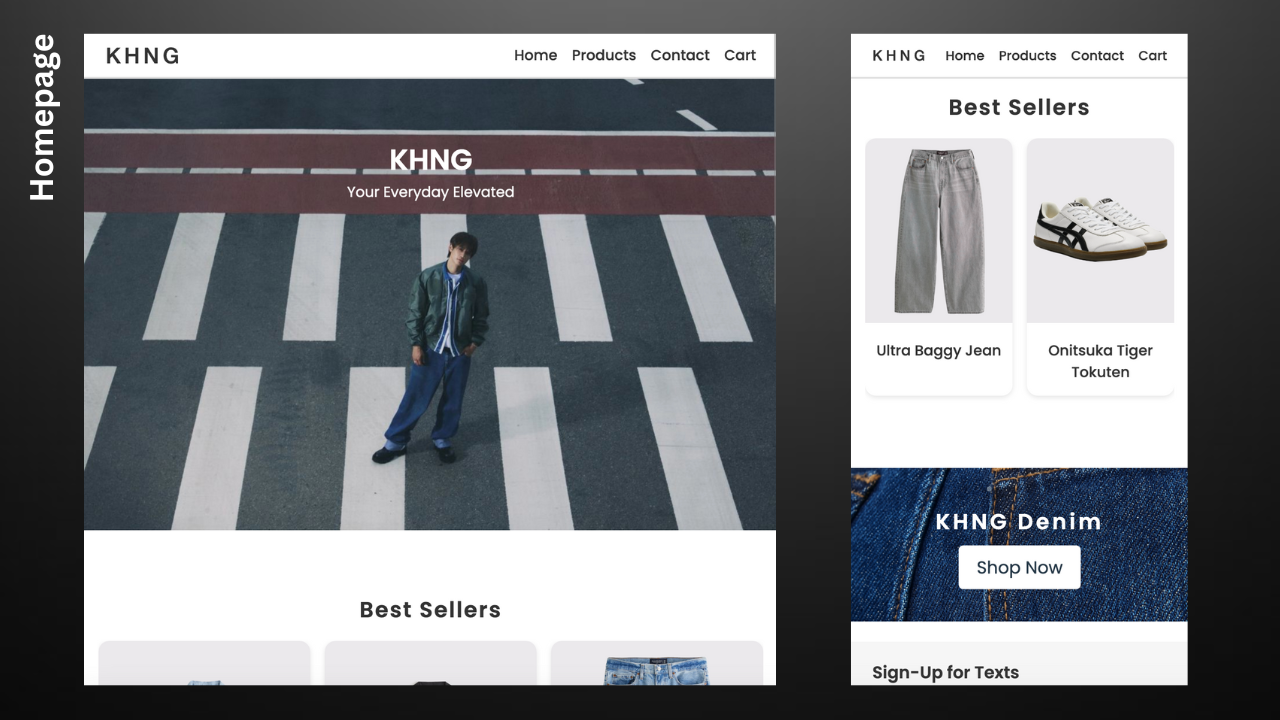 Homepage
KHNG
Home Products Contact Cart
KHNG
Your Everyday Elevated
Best Sellers
KHNG Home Products Contact Cart
Best Sellers
Ultra Baggy Jean
Onitsuka Tiger
Tokuten
KHNG Denim
Shop Now
Sign-Up for Texts